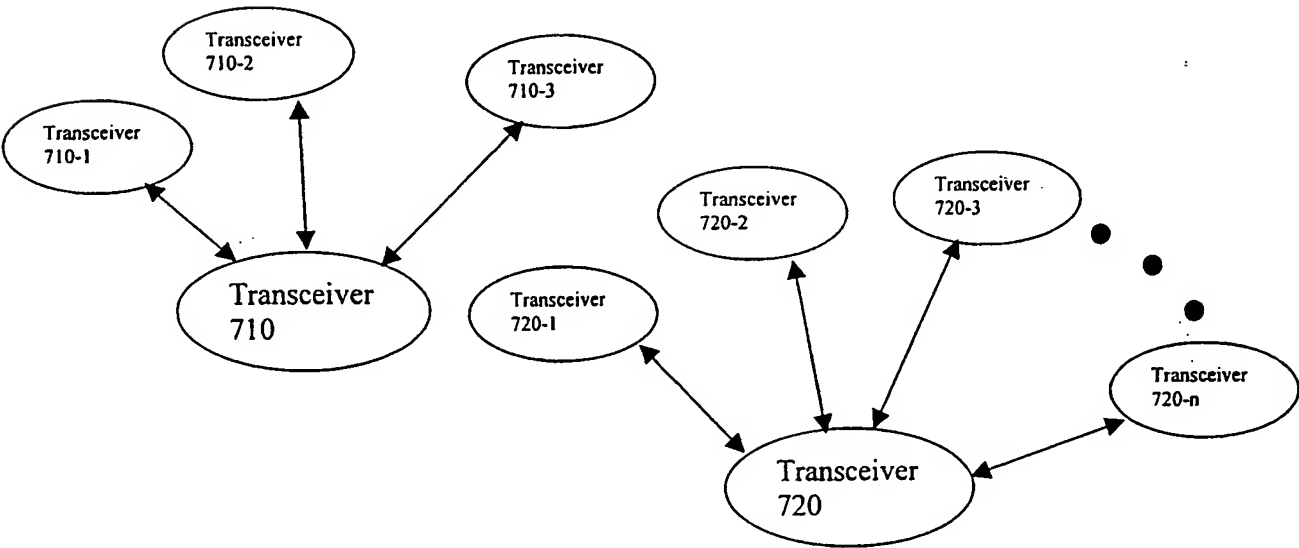 Transceiver
710-2
Transceiver
710-3
Transceiver
710-1
Transceiver
720-3
Transceiver
720-2
Transceiver
710
Transceiver
720-1
Transceiver
720-n
Transceiver
720